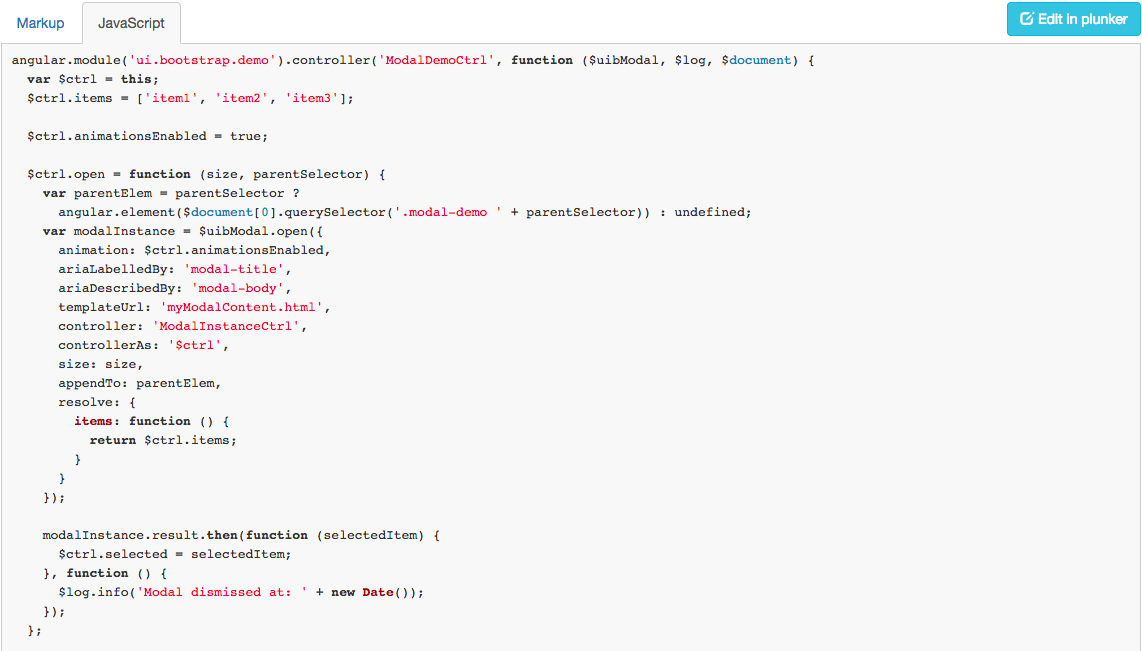 Markup JavaScript Edit in plunker
angular.module('ui.bootstrap.demo').controller('ModalDemoCtrl', function ($uibModal, $log, $document) {
  var $ctrl = this;
  $ctrl.items = ['item1', 'item2', 'item3'];

  $ctrl.animationsEnabled = true;

  $ctrl.open = function (size, parentSelector) {
    var parentElem = parentSelector ?
      angular.element($document[0].querySelector('.modal-demo ' + parentSelector)) : undefined;
    var modalInstance = $uibModal.open({
      animation: $ctrl.animationsEnabled,
      ariaLabelledBy: 'modal-title',
      ariaDescribedBy: 'modal-body',
      templateUrl: 'myModalContent.html',
      controller: 'ModalInstanceCtrl',
      controllerAs: '$ctrl',
      size: size,
      appendTo: parentElem,
      resolve: {
        items: function () {
          return $ctrl.items;
        }
      }
    });

    modalInstance.result.then(function (selectedItem) {
      $ctrl.selected = selectedItem;
    }, function () {
      $log.info('Modal dismissed at: ' + new Date());
    });
  };